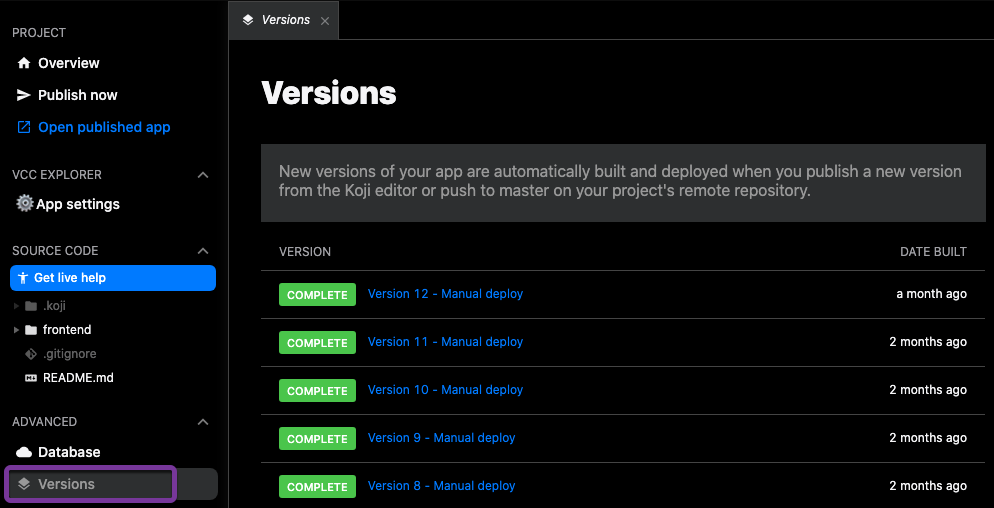 PROJECT
Overview
Publish now
Open published app
VCC EXPLORER
App settings
SOURCE CODE
Get live help
.koji
frontend
.gitignore
README.md
ADVANCED
Database
Versions
Versions
Versions
New versions of your app are automatically built and deployed when you publish a new version
from the Koji editor or push to master on your project's remote repository.
VERSION DATE BUILT
COMPLETE Version 12 - Manual deploy a month ago
COMPLETE Version 11 - Manual deploy 2 months ago
COMPLETE Version 10 - Manual deploy 2 months ago
COMPLETE Version 9 - Manual deploy 2 months ago
COMPLETE Version 8 - Manual deploy 2 months ago